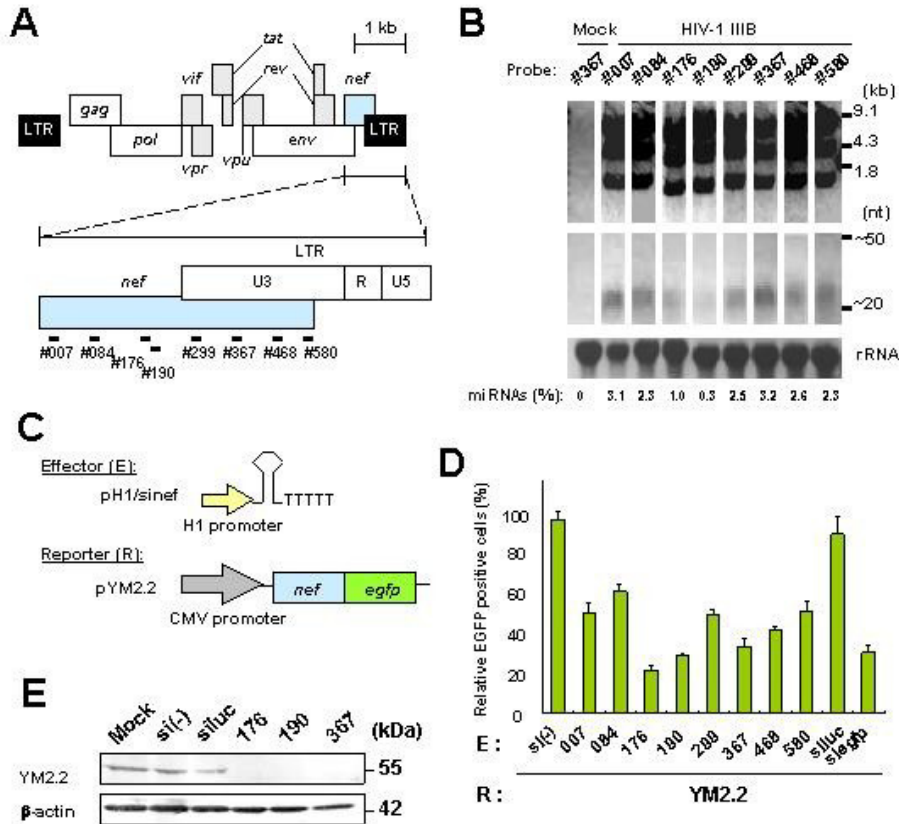 A
1 kb
tat
rev
vif
nef
gag
LTR
LTR
pol
env
vpr
vpu
LTR
nef
U3
R
U5
#007 #084 #299 #367 #468 #580
#176
#190
B
Mock HIV-1 IIIB
Probe: #367 #007 #084 #176 #190 #299 #367 #468 #580
(kb)
9.1
4.3
1.8
(nt)
~50
~20
rRNA
miRNAs (%): 0 3.1 2.3 1.0 0.3 2.5 3.2 2.6 2.3
C
Effector (E):
pH1/sinef
TTTTT
H1 promoter
Reporter (R):
pYM2.2
nef egfp
CMV promoter
D
Relative EGFP positive cells (%)
100
80
60
40
20
0
E : si(-) 007 084 176 190 299 367 468 580 siluc siegfp
R : YM2.2
E
Mock si(-) siluc 176 190 367 (kDa)
YM2.2 55
β-actin 42